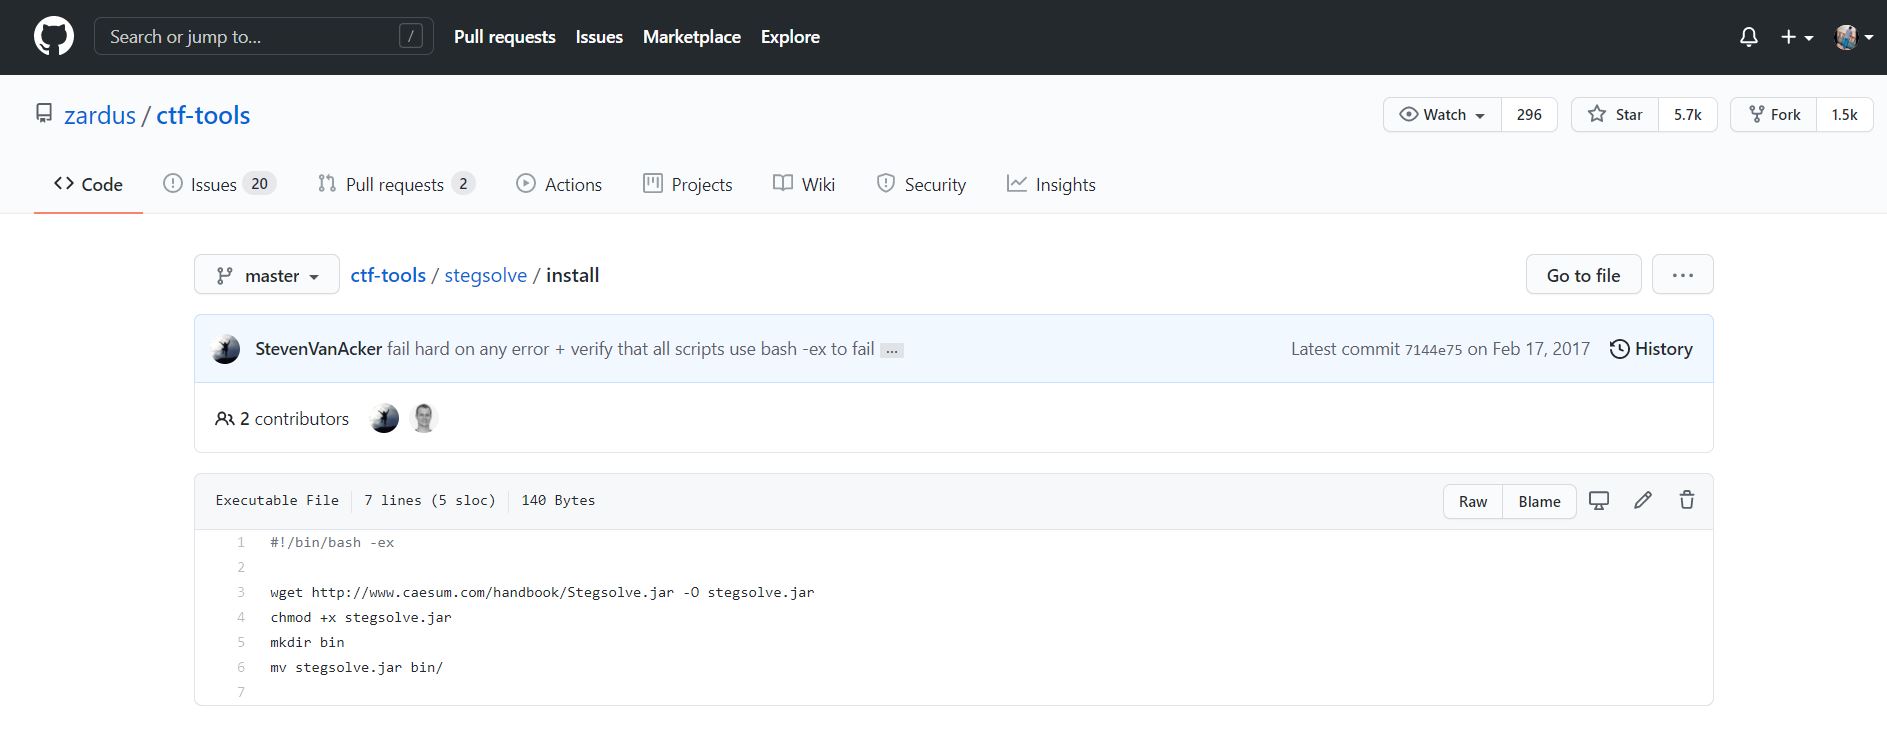 Search or jump to... /
Pull requests Issues Marketplace Explore
zardus / ctf-tools
Watch 296 Star 5.7k Fork 1.5k
Code Issues 20 Pull requests 2 Actions Projects Wiki Security Insights
master ctf-tools / stegsolve / install Go to file ...
StevenVanAcker fail hard on any error + verify that all scripts use bash -ex to fail ... Latest commit 7144e75 on Feb 17, 2017 History
2 contributors
Executable File 7 lines (5 sloc) 140 Bytes Raw Blame
1 #!/bin/bash -ex
2
3 wget http://www.caesum.com/handbook/Stegsolve.jar -O stegsolve.jar
4 chmod +x stegsolve.jar
5 mkdir bin
6 mv stegsolve.jar bin/
7